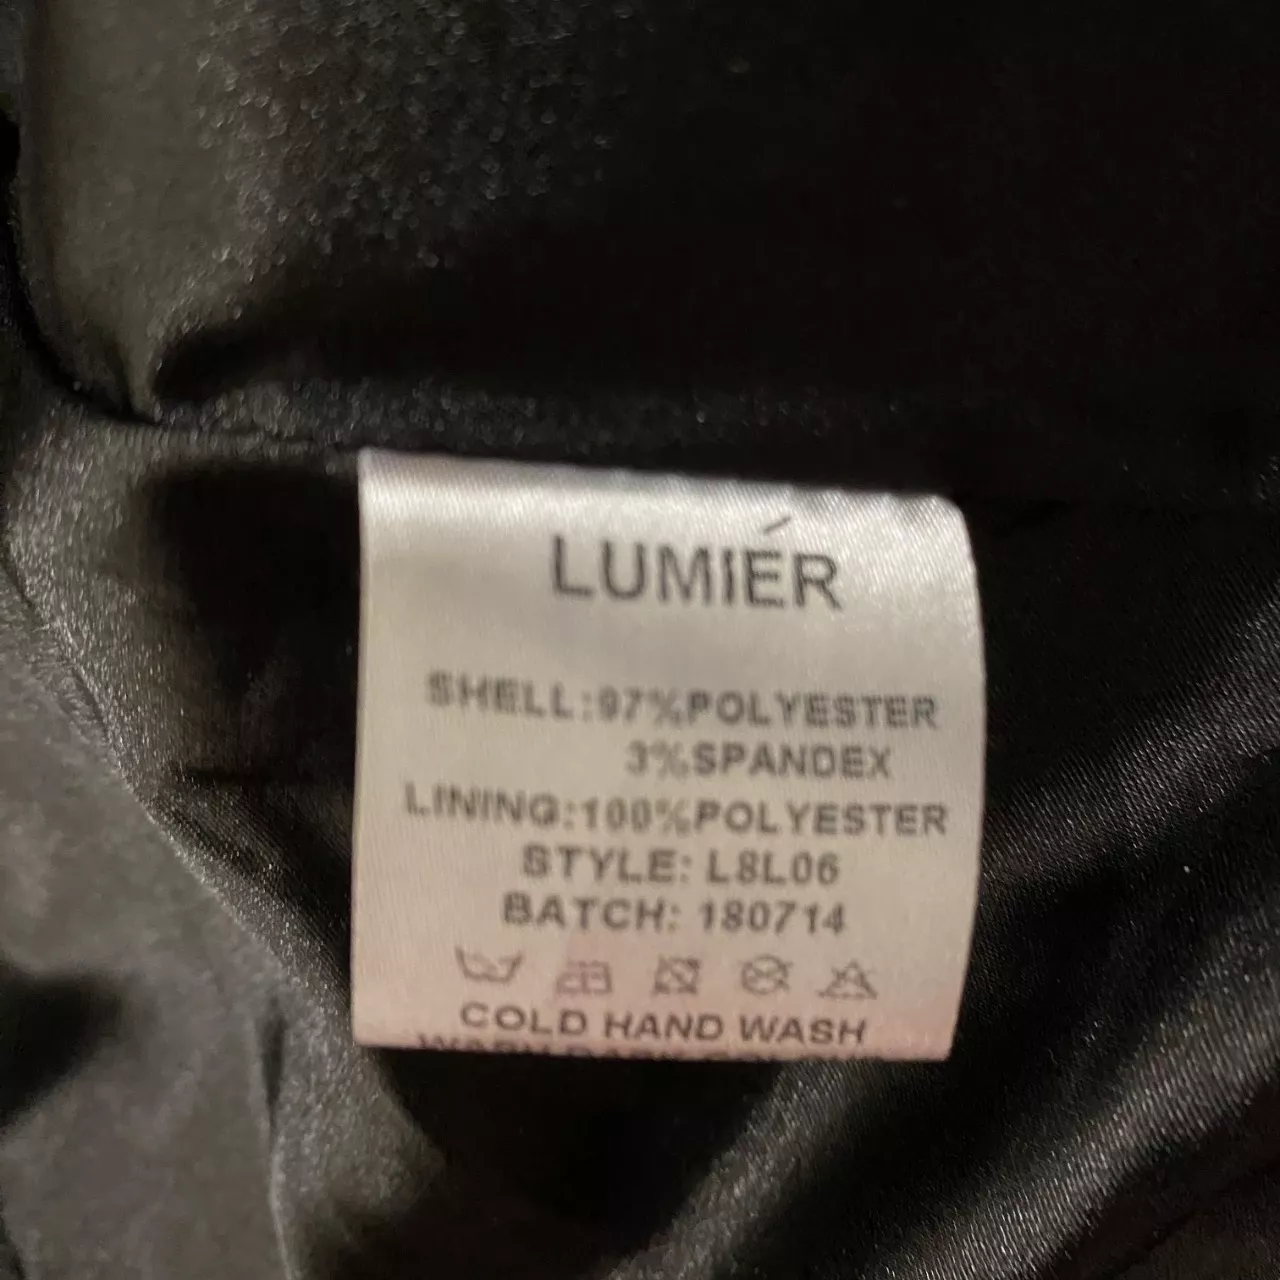 LUMIÉR
SHELL:97%POLYESTER
3%SPANDEX
LINING:100%POLYESTER
STYLE: L8L06
BATCH: 180714
COLD HAND WASH